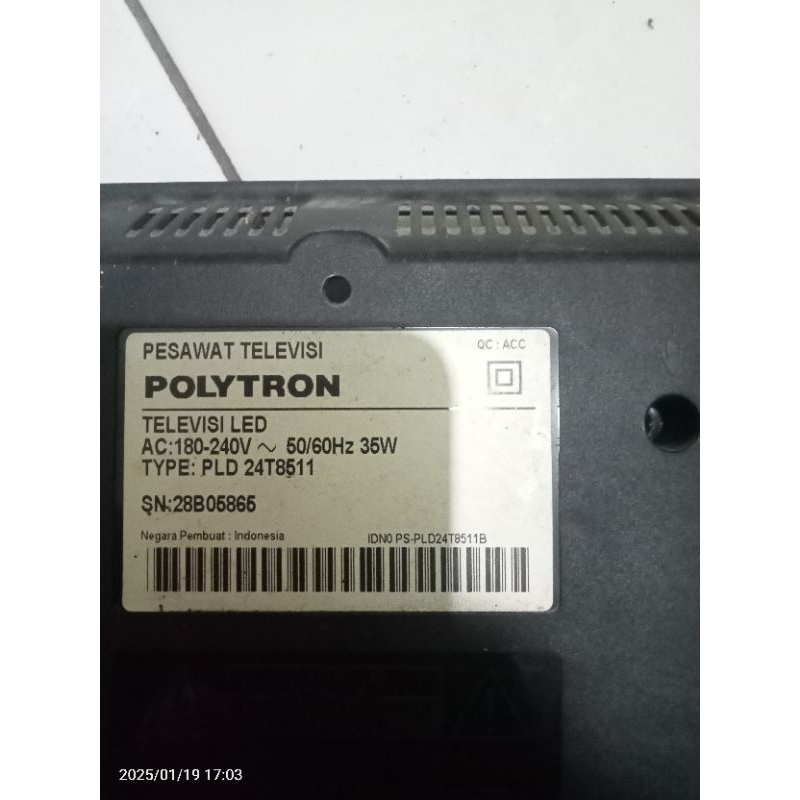 PESAWAT TELEVISI
QC : ACC
POLYTRON
TELEVISI LED
AC:180-240V ~ 50/60Hz 35W
TYPE: PLD 24T8511
SN:28B05865
Negara Pembuat : Indonesia
IDN0 PS-PLD24T8511B
2025/01/19 17:03